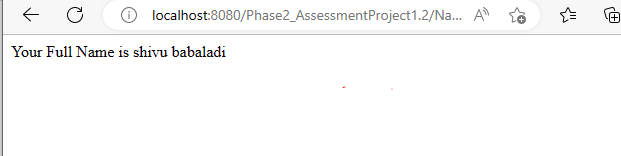 localhost:8080/Phase2_AssessmentProject1.2/Na...
Your Full Name is shivu babaladi